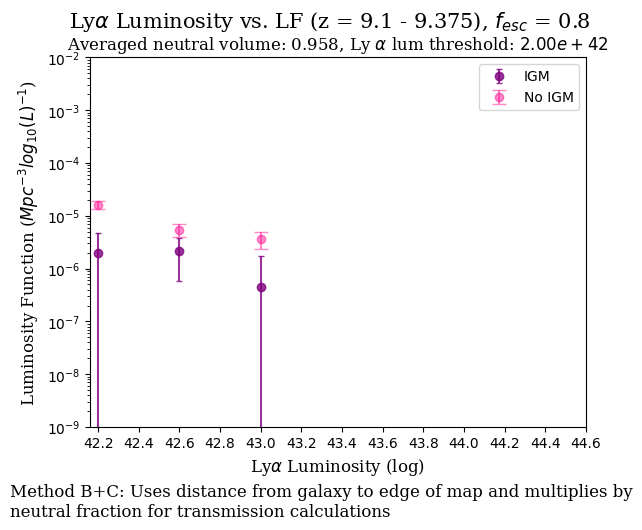 Lyα Luminosity vs. LF (z = 9.1 - 9.375), f_esc = 0.8
Averaged neutral volume: 0.958, Ly α lum threshold: 2.00e + 42
Luminosity Function (Mpc⁻³log₁₀(L)⁻¹)
10⁻²
10⁻³
10⁻⁴
10⁻⁵
10⁻⁶
10⁻⁷
10⁻⁸
10⁻⁹
IGM
No IGM
42.2 42.4 42.6 42.8 43.0 43.2 43.4 43.6 43.8 44.0 44.2 44.4 44.6
Lyα Luminosity (log)
Method B+C: Uses distance from galaxy to edge of map and multiplies by
neutral fraction for transmission calculations